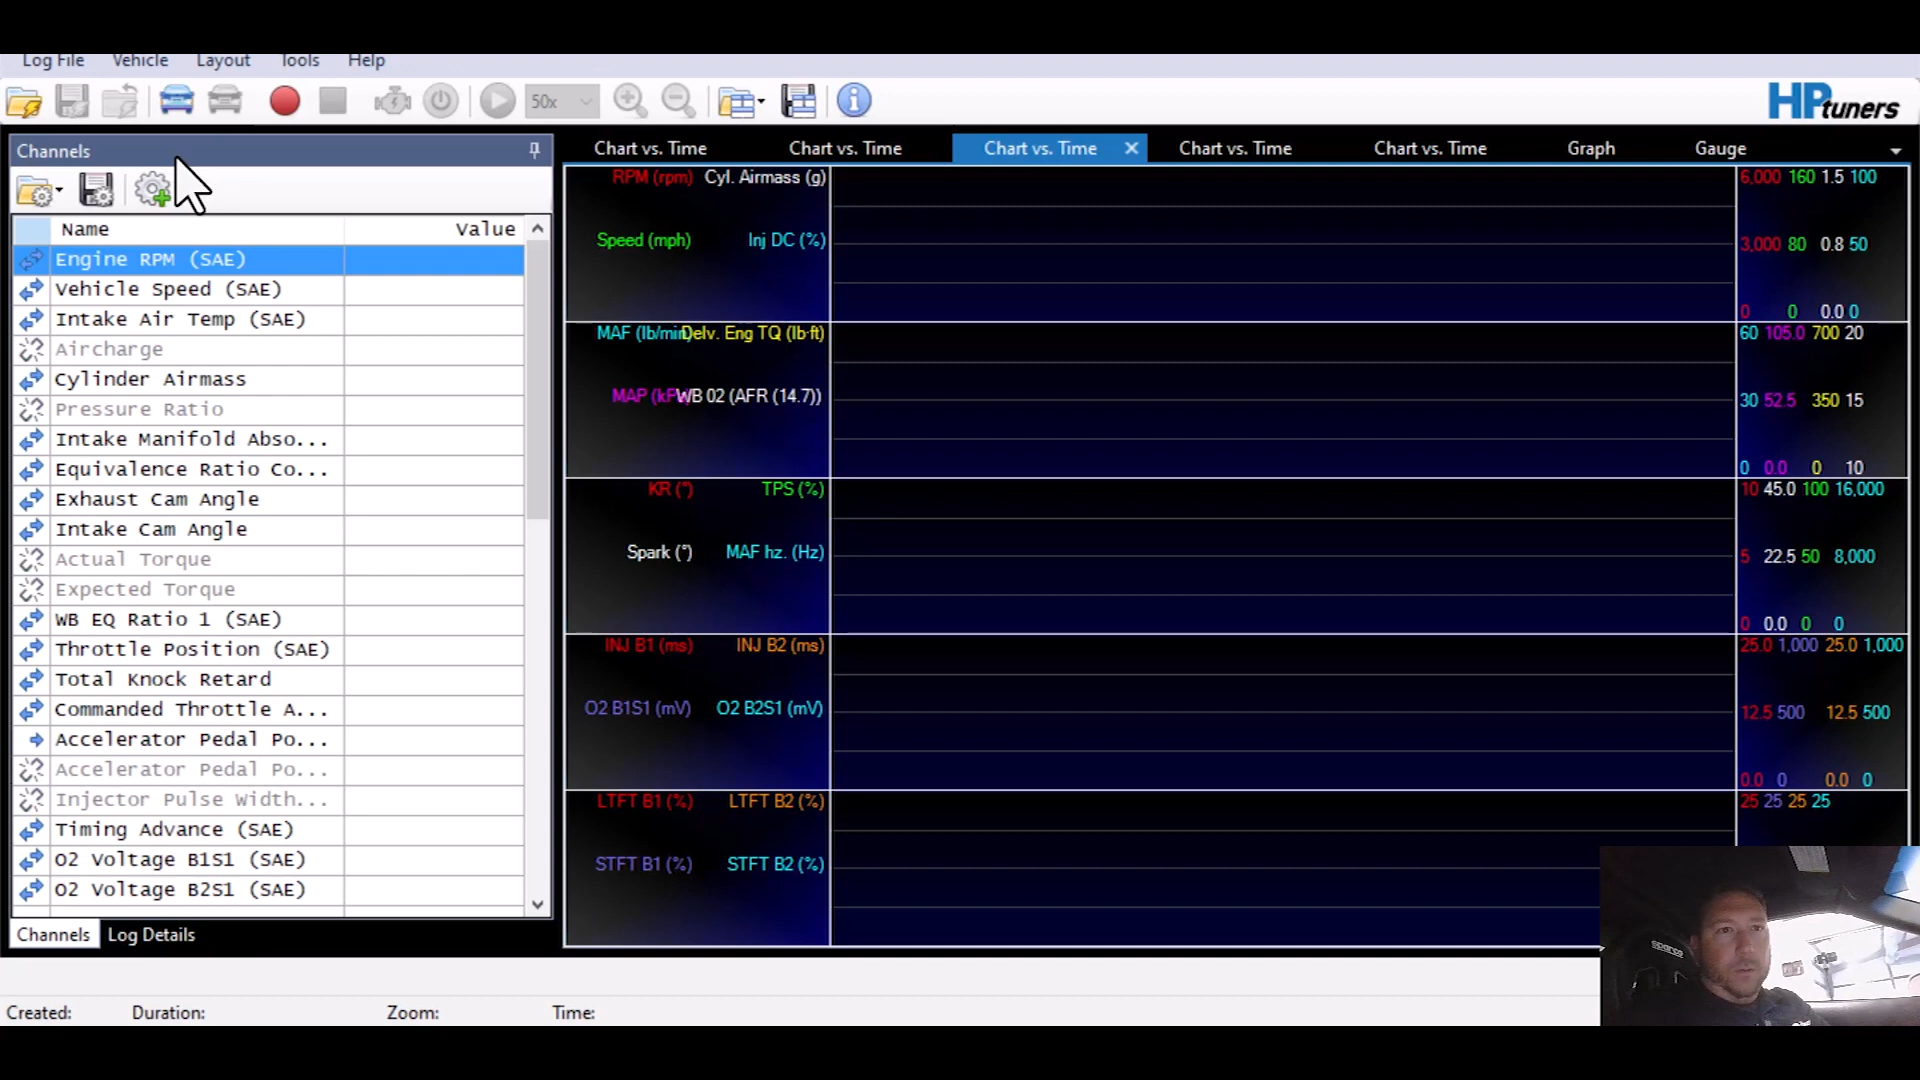 Log File Vehicle Layout Tools Help
50x
HPtuners
Channels
Chart vs. Time Chart vs. Time Chart vs. Time Chart vs. Time Chart vs. Time Graph Gauge
Name Value
Engine RPM (SAE)
Vehicle Speed (SAE)
Intake Air Temp (SAE)
Aircharge
Cylinder Airmass
Pressure Ratio
Intake Manifold Abso...
Equivalence Ratio Co...
Exhaust Cam Angle
Intake Cam Angle
Actual Torque
Expected Torque
WB EQ Ratio 1 (SAE)
Throttle Position (SAE)
Total Knock Retard
Commanded Throttle A...
Accelerator Pedal Po...
Accelerator Pedal Po...
Injector Pulse Width...
Timing Advance (SAE)
O2 Voltage B1S1 (SAE)
O2 Voltage B2S1 (SAE)
Channels Log Details
RPM (rpm) Cyl. Airmass (g)
6,000 160 1.5 100
Speed (mph) Inj DC (%)
3,000 80 0.8 50
0 0 0.0 0
MAF (lb/min Delv. Eng TQ (lb·ft)
60 105.0 700 20
MAP (kP WB 02 (AFR (14.7))
30 52.5 350 15
0 0.0 0 10
KR (°) TPS (%)
10 45.0 100 16,000
Spark (°) MAF hz. (Hz)
5 22.5 50 8,000
0 0.0 0 0
INJ B1 (ms) INJ B2 (ms)
25.0 1,000 25.0 1,000
O2 B1S1 (mV) O2 B2S1 (mV)
12.5 500 12.5 500
0.0 0 0.0 0
LTFT B1 (%) LTFT B2 (%)
25 25 25 25
STFT B1 (%) STFT B2 (%)
sparco
Created: Duration: Zoom: Time: